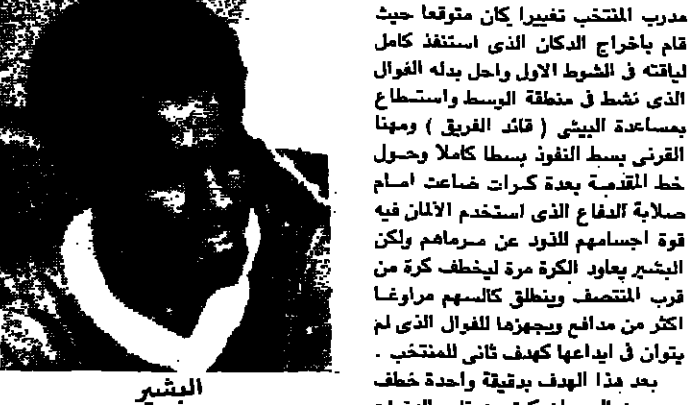 مدرب المنتخب تغييرا كان متوقعا حيث
قام باخراج الدكان الذى استنفذ كامل
لياقته فى الشوط الاول واحل بدله الفوال
الذى نشط فى منطقة الوسط واستطاع
بمساعدة البيشى ( قائد الفريق ) ومهنا
القرنى بسط النفوذ بسطا كاملا وحول
خط المقدمة بعدة كرات ضاعت امام
صلابة الدفاع الذى استخدم الالمان فيه
قوة اجسامهم للذود عن مرماهم ولكن
البشير يعاود الكرة مرة ليخطف كرة من
قرب المنتصف وينطلق كالسهم مراوغا
اكثر من مدافع ويجهزها للفوال الذى لم
يتوان فى ايداعها كهدف ثانى للمنتخب .
بعد هذا الهدف بدقيقة واحدة خطف
البشير